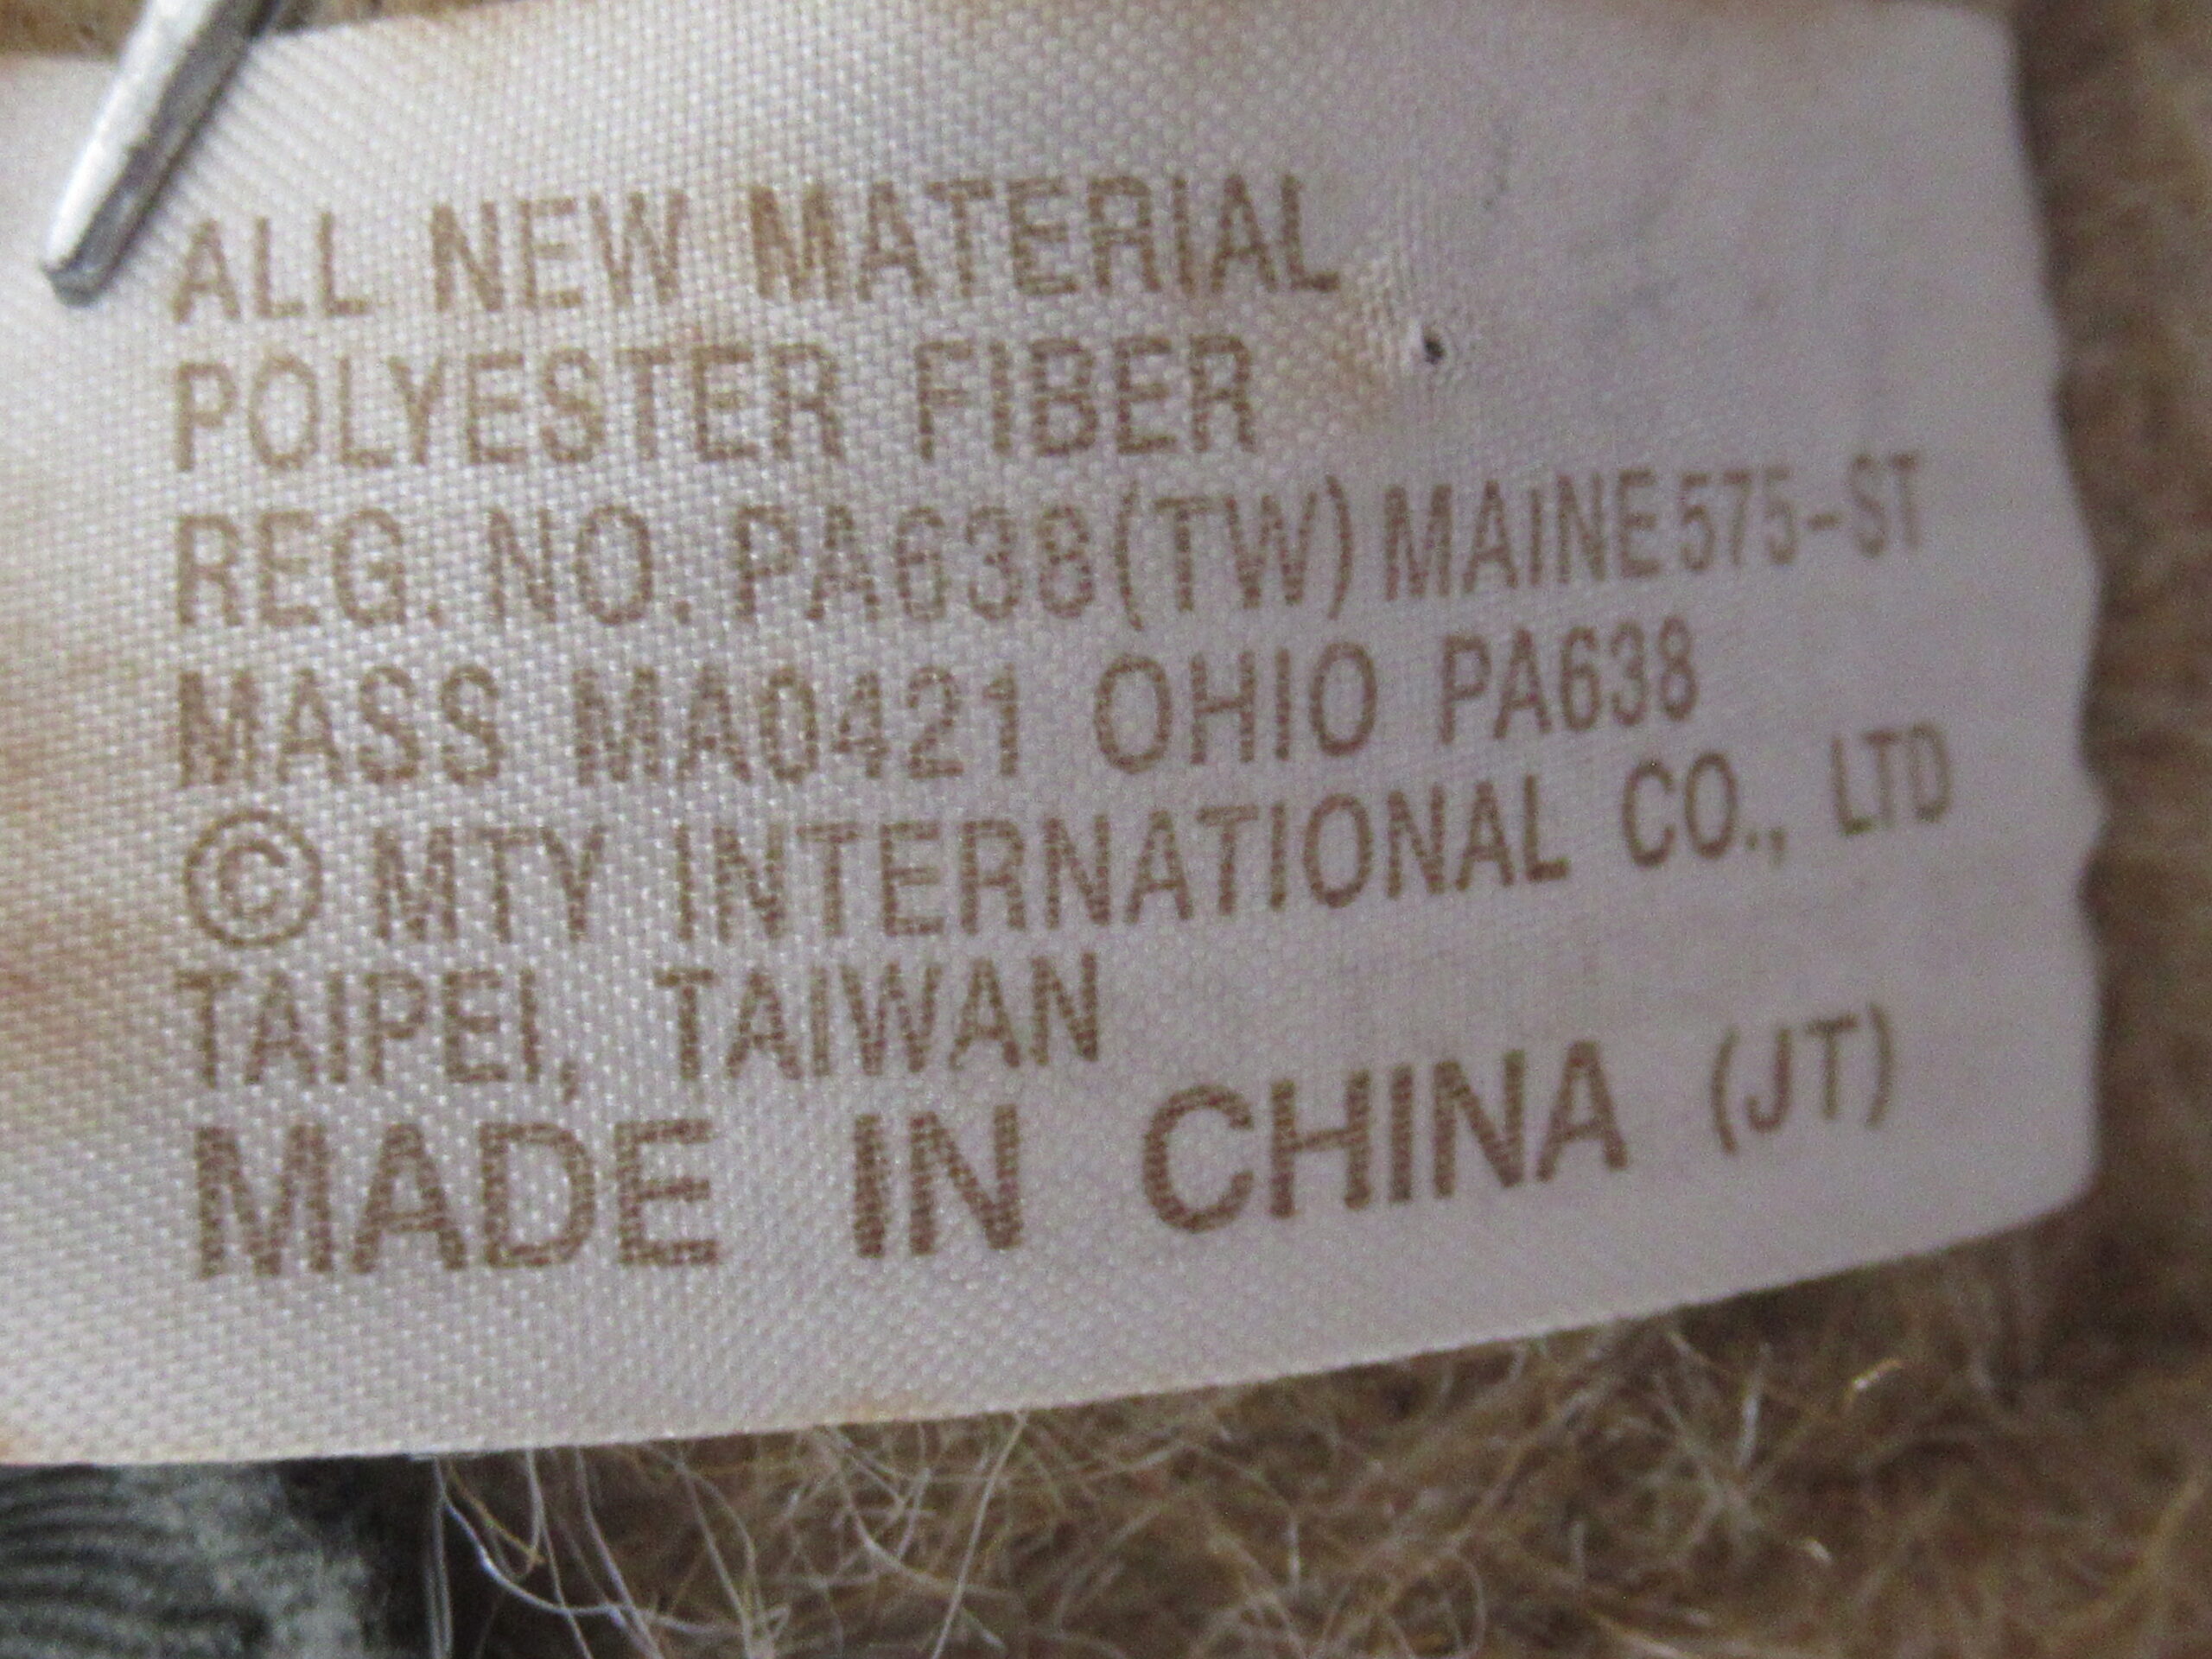 ALL NEW MATERIAL
POLYESTER FIBER
REG. NO. PA638(TW) MAINE 575-ST
MASS MA0421 OHIO PA638
© MTY INTERNATIONAL CO., LTD
TAIPEI, TAIWAN
MADE IN CHINA (JT)